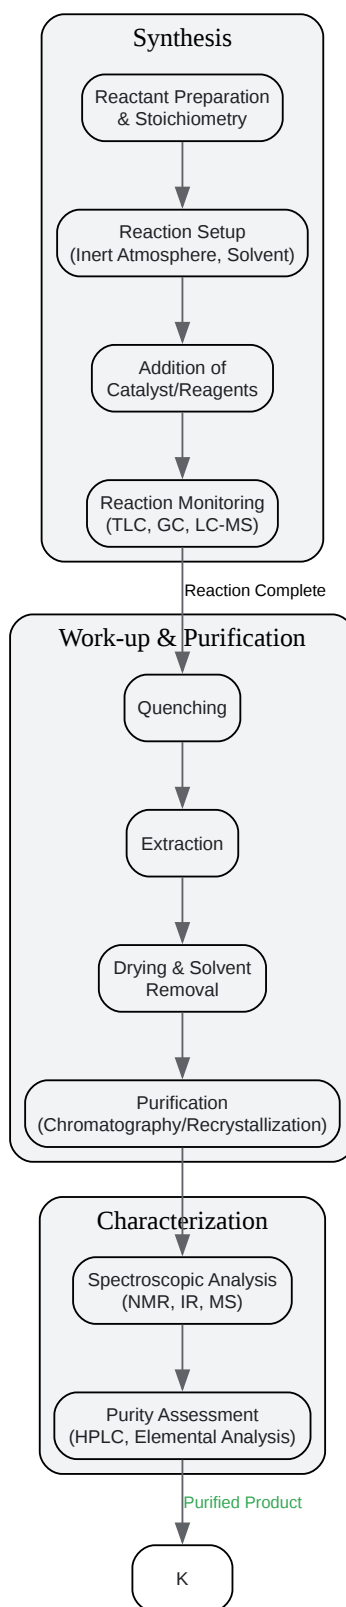 Synthesis
Reactant Preparation
& Stoichiometry
Reaction Setup
(Inert Atmosphere, Solvent)
Addition of
Catalyst/Reagents
Reaction Monitoring
(TLC, GC, LC-MS)
Reaction Complete
Work-up & Purification
Quenching
Extraction
Drying & Solvent
Removal
Purification
(Chromatography/Recrystallization)
Characterization
Spectroscopic Analysis
(NMR, IR, MS)
Purity Assessment
(HPLC, Elemental Analysis)
Purified Product
K